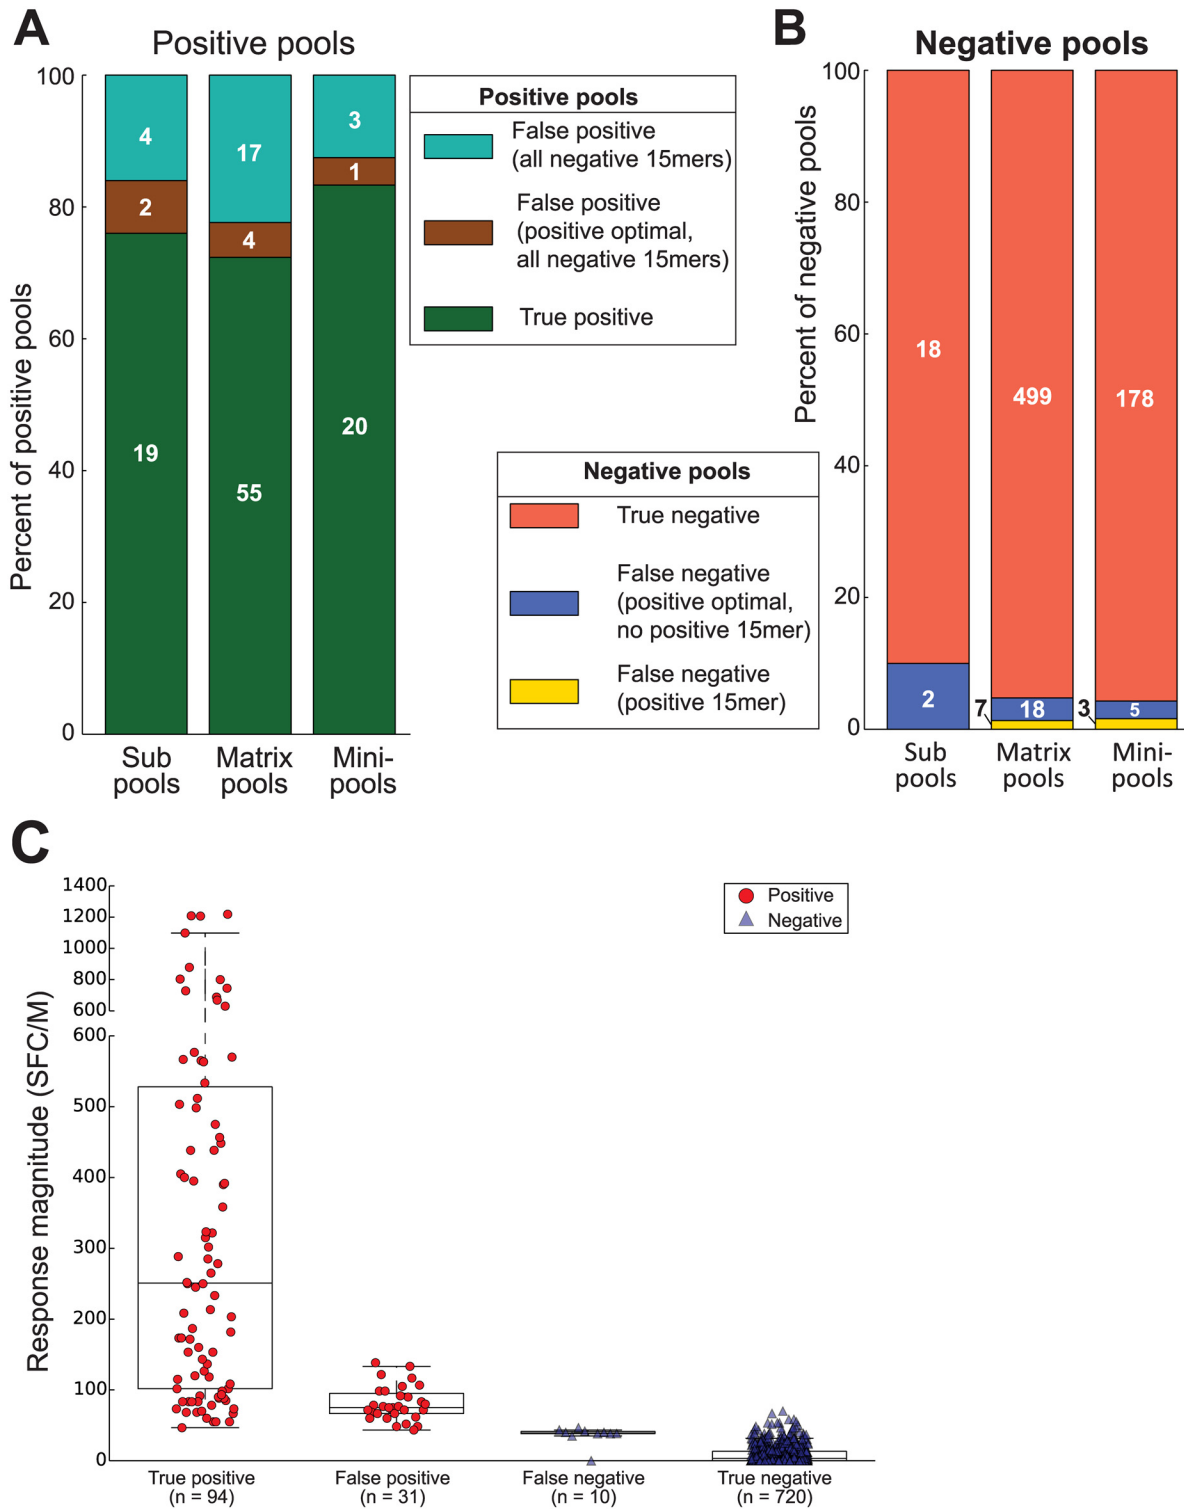 A
Positive pools
Percent of positive pools
100
80
60
40
20
0
4
2
19
17
4
55
3
1
20
Sub
pools
Matrix
pools
Mini-
pools
Positive pools
False positive
(all negative 15mers)
False positive
(positive optimal,
all negative 15mers)
True positive
B
Negative pools
Percent of negative pools
100
80
60
40
20
0
18
2
499
18
7
178
5
3
Sub
pools
Matrix
pools
Mini-
pools
Negative pools
True negative
False negative
(positive optimal,
no positive 15mer)
False negative
(positive 15mer)
C
Response magnitude (SFC/M)
1400
1200
1000
800
600
600
500
400
300
200
100
0
Positive
Negative
True positive
(n = 94)
False positive
(n = 31)
False negative
(n = 10)
True negative
(n = 720)